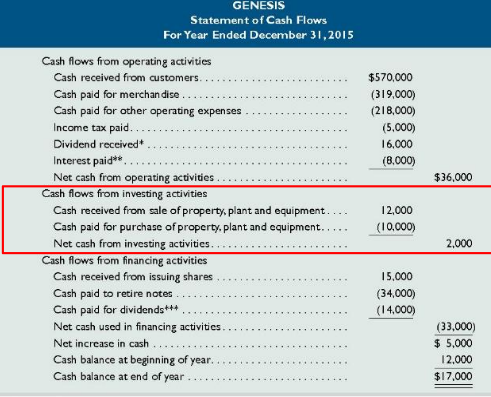 GENESIS
Statement of Cash Flows
For Year Ended December 31, 2015
Cash flows from operating activities
Cash received from customers. . . . . . . . . . . . . . . . . . . . . . . . . $570,000
Cash paid for merchandise . . . . . . . . . . . . . . . . . . . . . . . . . . . (319,000)
Cash paid for other operating expenses . . . . . . . . . . . . . . . . . (218,000)
Income tax paid. . . . . . . . . . . . . . . . . . . . . . . . . . . . . . . . . . . (5,000)
Dividend received* . . . . . . . . . . . . . . . . . . . . . . . . . . . . . . . . 16,000
Interest paid**. . . . . . . . . . . . . . . . . . . . . . . . . . . . . . . . . . . . (8,000)
Net cash from operating activities . . . . . . . . . . . . . . . . . . . . . $36,000
Cash flows from investing activities
Cash received from sale of property, plant and equipment . . . . 12,000
Cash paid for purchase of property, plant and equipment. . . . . (10,000)
Net cash from investing activities. . . . . . . . . . . . . . . . . . . . . . 2,000
Cash flows from financing activities
Cash received from issuing shares . . . . . . . . . . . . . . . . . . . . . 15,000
Cash paid to retire notes . . . . . . . . . . . . . . . . . . . . . . . . . . . . (34,000)
Cash paid for dividends*** . . . . . . . . . . . . . . . . . . . . . . . . . . (14,000)
Net cash used in financing activities . . . . . . . . . . . . . . . . . . . . (33,000)
Net increase in cash . . . . . . . . . . . . . . . . . . . . . . . . . . . . . . . $ 5,000
Cash balance at beginning of year. . . . . . . . . . . . . . . . . . . . . . 12,000
Cash balance at end of year . . . . . . . . . . . . . . . . . . . . . . . . . . $17,000